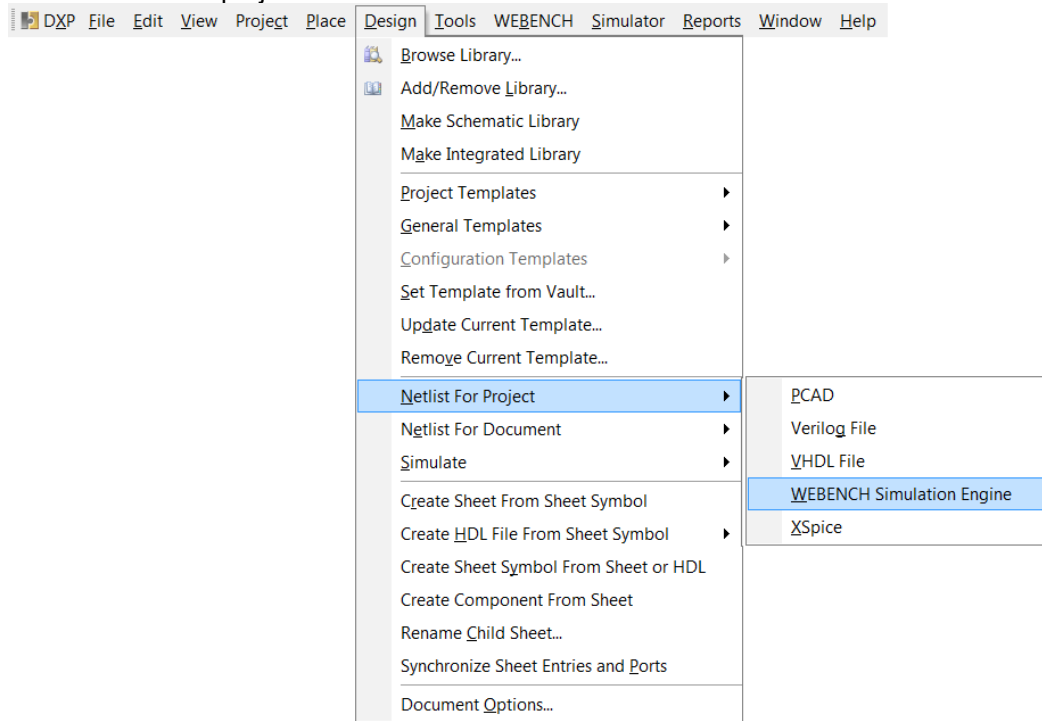 DXP File Edit View Project Place Design Tools WEBENCH Simulator Reports Window Help
Browse Library...
Add/Remove Library...
Make Schematic Library
Make Integrated Library
Project Templates
General Templates
Configuration Templates
Set Template from Vault...
Update Current Template...
Remove Current Template...
Netlist For Project
Netlist For Document
Simulate
Create Sheet From Sheet Symbol
Create HDL File From Sheet Symbol
Create Sheet Symbol From Sheet or HDL
Create Component From Sheet
Rename Child Sheet...
Synchronize Sheet Entries and Ports
Document Options...
PCAD
Verilog File
VHDL File
WEBENCH Simulation Engine
XSpice